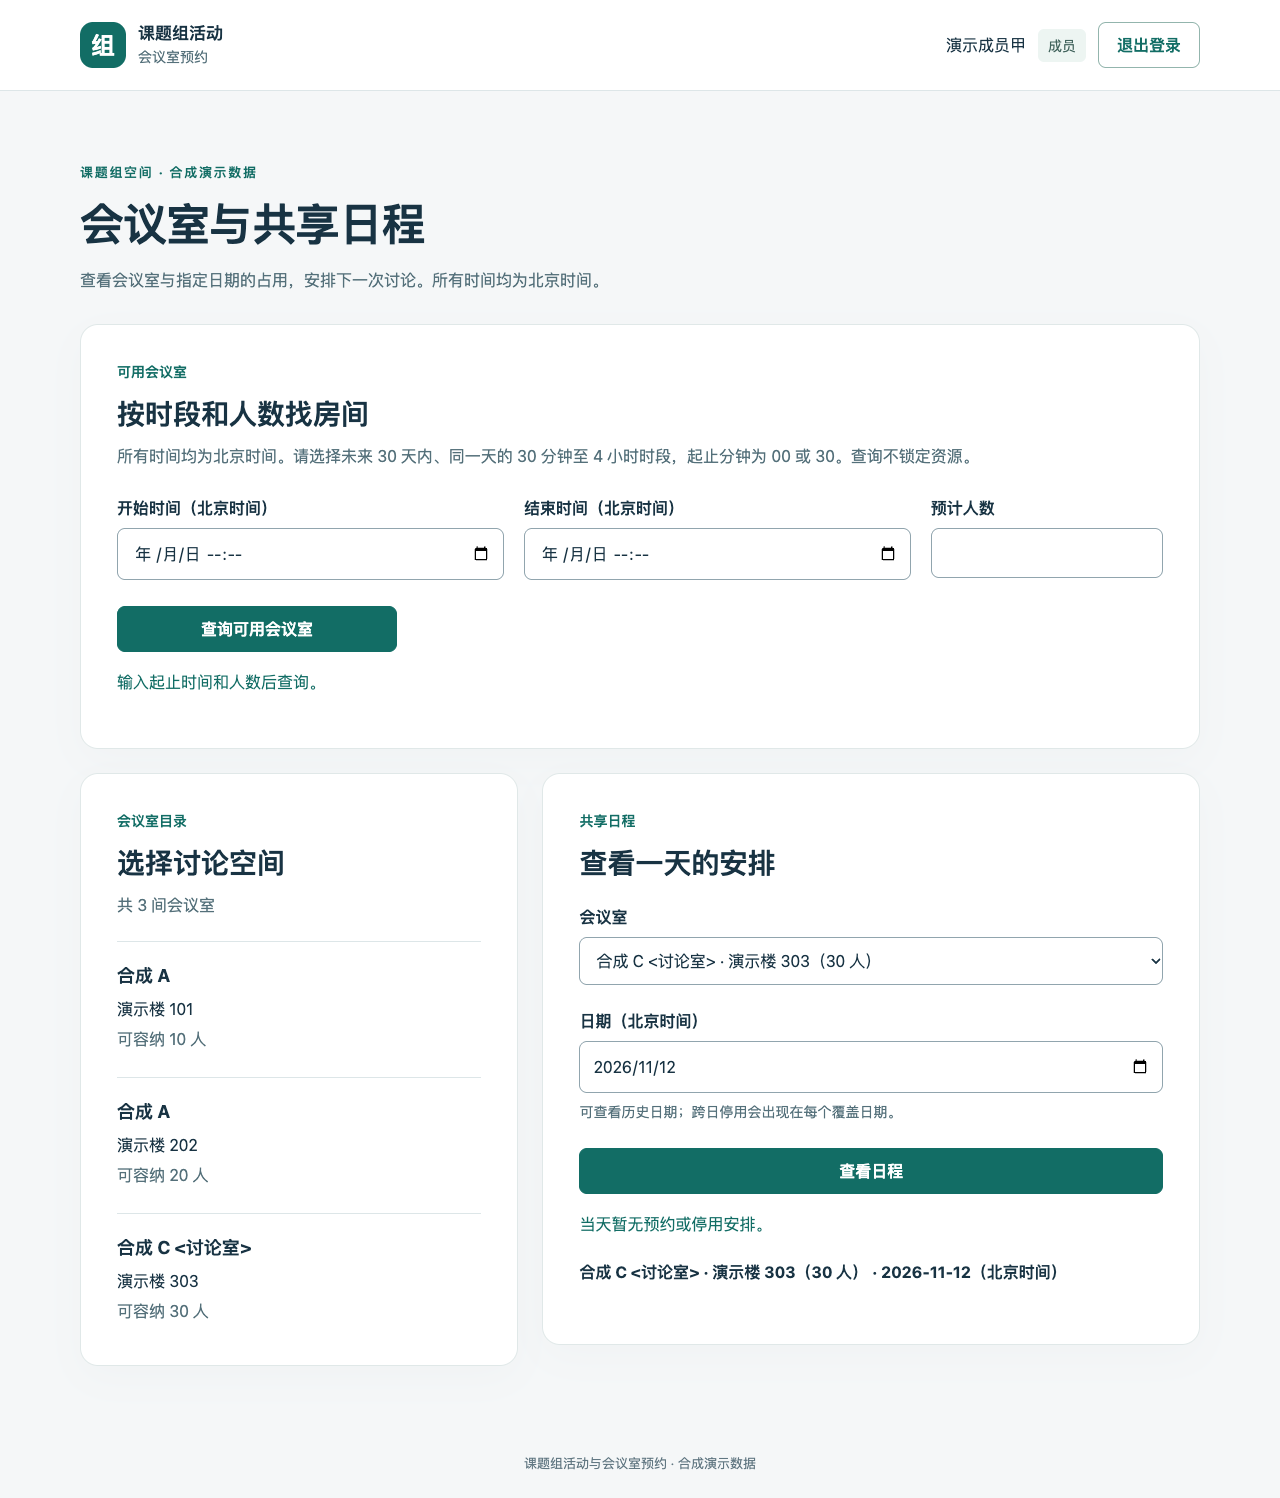 组
课题组活动
会议室预约
演示成员甲
成员
退出登录
课题组空间 · 合成演示数据
会议室与共享日程
查看会议室与指定日期的占用，安排下一次讨论。所有时间均为北京时间。
可用会议室
按时段和人数找房间
所有时间均为北京时间。请选择未来 30 天内、同一天的 30 分钟至 4 小时时段，起止分钟为 00 或 30。查询不锁定资源。
开始时间（北京时间）
结束时间（北京时间）
预计人数
年 /月/日 --:--
年 /月/日 --:--
查询可用会议室
输入起止时间和人数后查询。
会议室目录
选择讨论空间
共 3 间会议室
合成 A
演示楼 101
可容纳 10 人
合成 A
演示楼 202
可容纳 20 人
合成 C <讨论室>
演示楼 303
可容纳 30 人
共享日程
查看一天的安排
会议室
合成 C <讨论室> · 演示楼 303（30 人）
日期（北京时间）
2026/11/12
可查看历史日期；跨日停用会出现在每个覆盖日期。
查看日程
当天暂无预约或停用安排。
合成 C <讨论室> · 演示楼 303（30 人） · 2026-11-12（北京时间）
课题组活动与会议室预约 · 合成演示数据